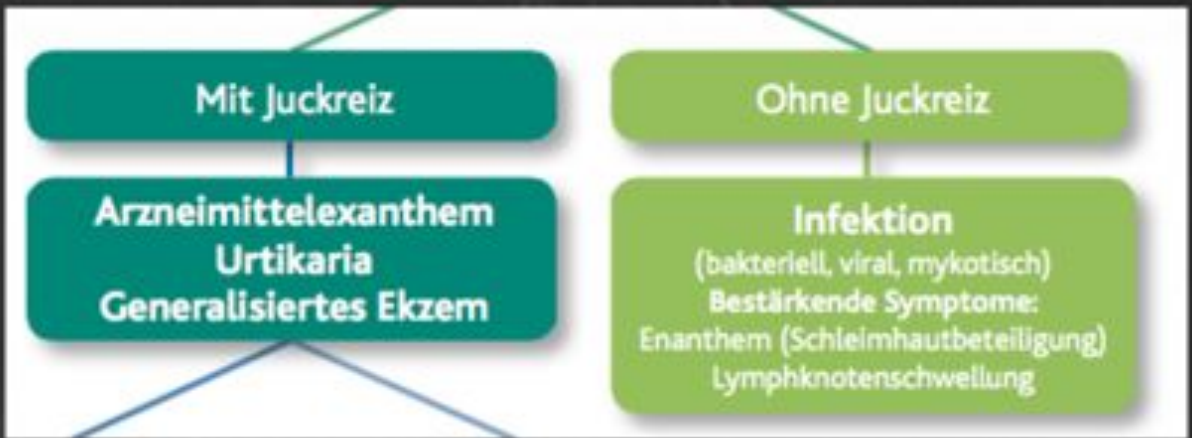 Mit Juckreiz
Arzneimittelexanthem
Urtikaria
Generalisiertes Ekzem
Ohne Juckreiz
Infektion
(bakteriell, viral, mykotisch)
Bestärkende Symptome:
Enanthem (Schleimhautbeteiligung)
Lymphknotenschwellung